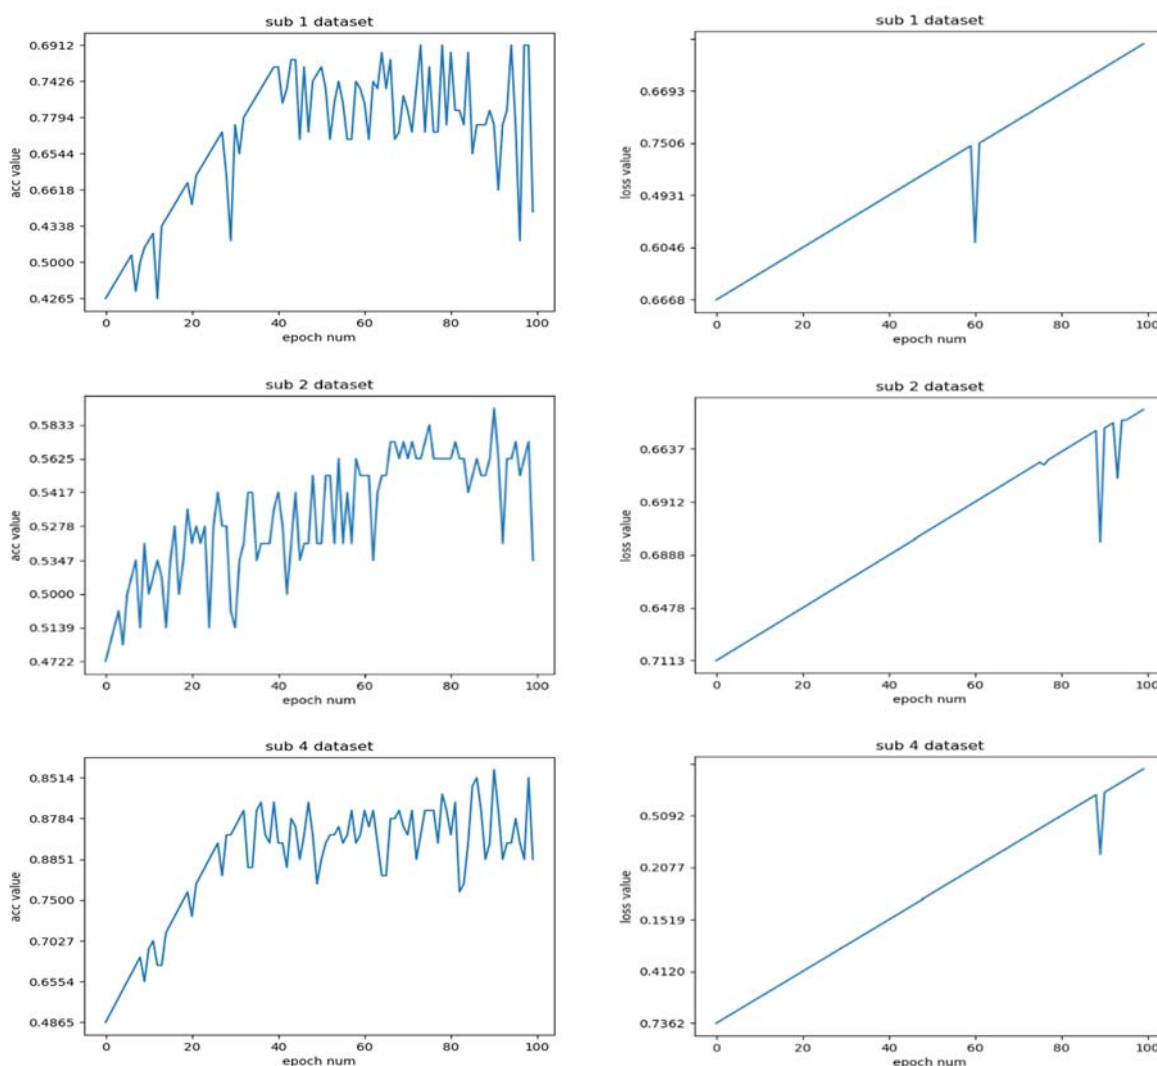 sub 1 dataset
0.6912
0.7426
0.7794
0.6544
0.6618
0.4338
0.5000
0.4265
acc value
0 20 40 60 80 100
epoch num
sub 1 dataset
0.6693
0.7506
0.4931
0.6046
0.6668
loss value
0 20 40 60 80 100
epoch num
sub 2 dataset
0.5833
0.5625
0.5417
0.5278
0.5347
0.5000
0.5139
0.4722
acc value
0 20 40 60 80 100
epoch num
sub 2 dataset
0.6637
0.6912
0.6888
0.6478
0.7113
loss value
0 20 40 60 80 100
epoch num
sub 4 dataset
0.8514
0.8784
0.8851
0.7500
0.7027
0.6554
0.4865
acc value
0 20 40 60 80 100
epoch num
sub 4 dataset
0.5092
0.2077
0.1519
0.4120
0.7362
loss value
0 20 40 60 80 100
epoch num